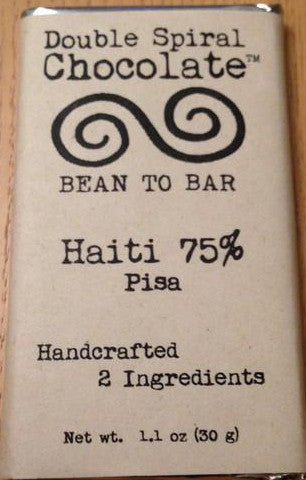 Double Spiral
Chocolate™
BEAN TO BAR
Haiti 75%
Pisa
Handcrafted
2 Ingredients
Net wt. 1.1 oz (30 g)